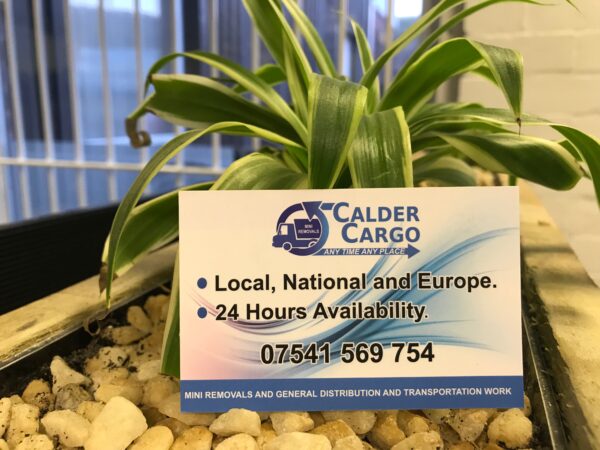 MINI
REMOVALS
CALDER
CARGO
ANY TIME ANY PLACE
Local, National and Europe.
24 Hours Availability.
07541 569 754
MINI REMOVALS AND GENERAL DISTRIBUTION AND TRANSPORTATION WORK